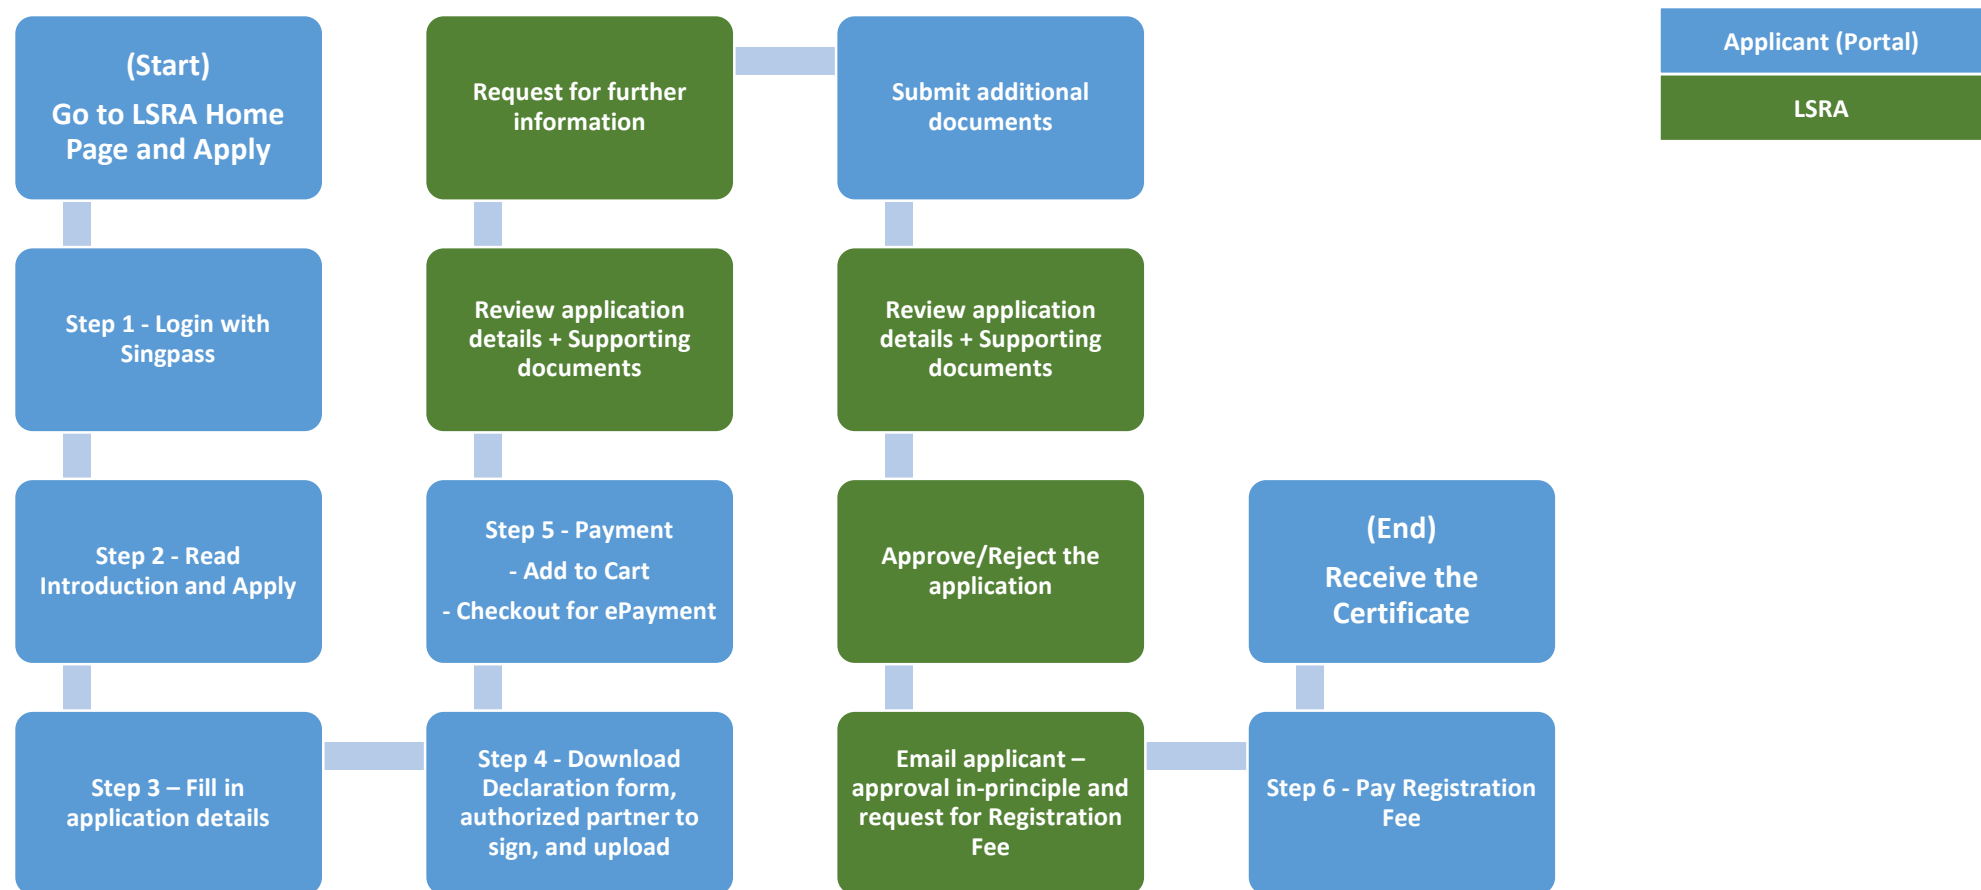 (Start)
Go to LSRA Home
Page and Apply
Step 1 - Login with
Singpass
Step 2 - Read
Introduction and Apply
Step 3 – Fill in
application details
Step 4 - Download
Declaration form,
authorized partner to
sign, and upload
Step 5 - Payment
- Add to Cart
- Checkout for ePayment
Review application
details + Supporting
documents
Request for further
information
Submit additional
documents
Review application
details + Supporting
documents
Approve/Reject the
application
Email applicant –
approval in-principle and
request for Registration
Fee
Step 6 - Pay Registration
Fee
(End)
Receive the
Certificate
Applicant (Portal)
LSRA